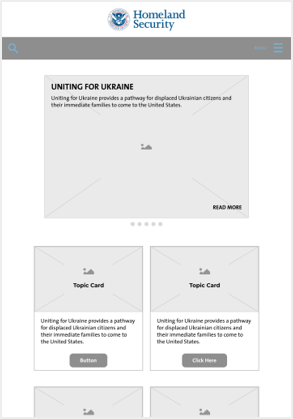 Homeland
Security
Menu
UNITING FOR UKRAINE
Uniting for Ukraine provides a pathway for displaced Ukrainian citizens and
their immediate families to come to the United States.
READ MORE
Topic Card
Uniting for Ukraine provides a pathway
for displaced Ukrainian citizens and
their immediate families to come to
the United States.
Button
Topic Card
Uniting for Ukraine provides a pathway
for displaced Ukrainian citizens and
their immediate families to come to
the United States.
Click Here